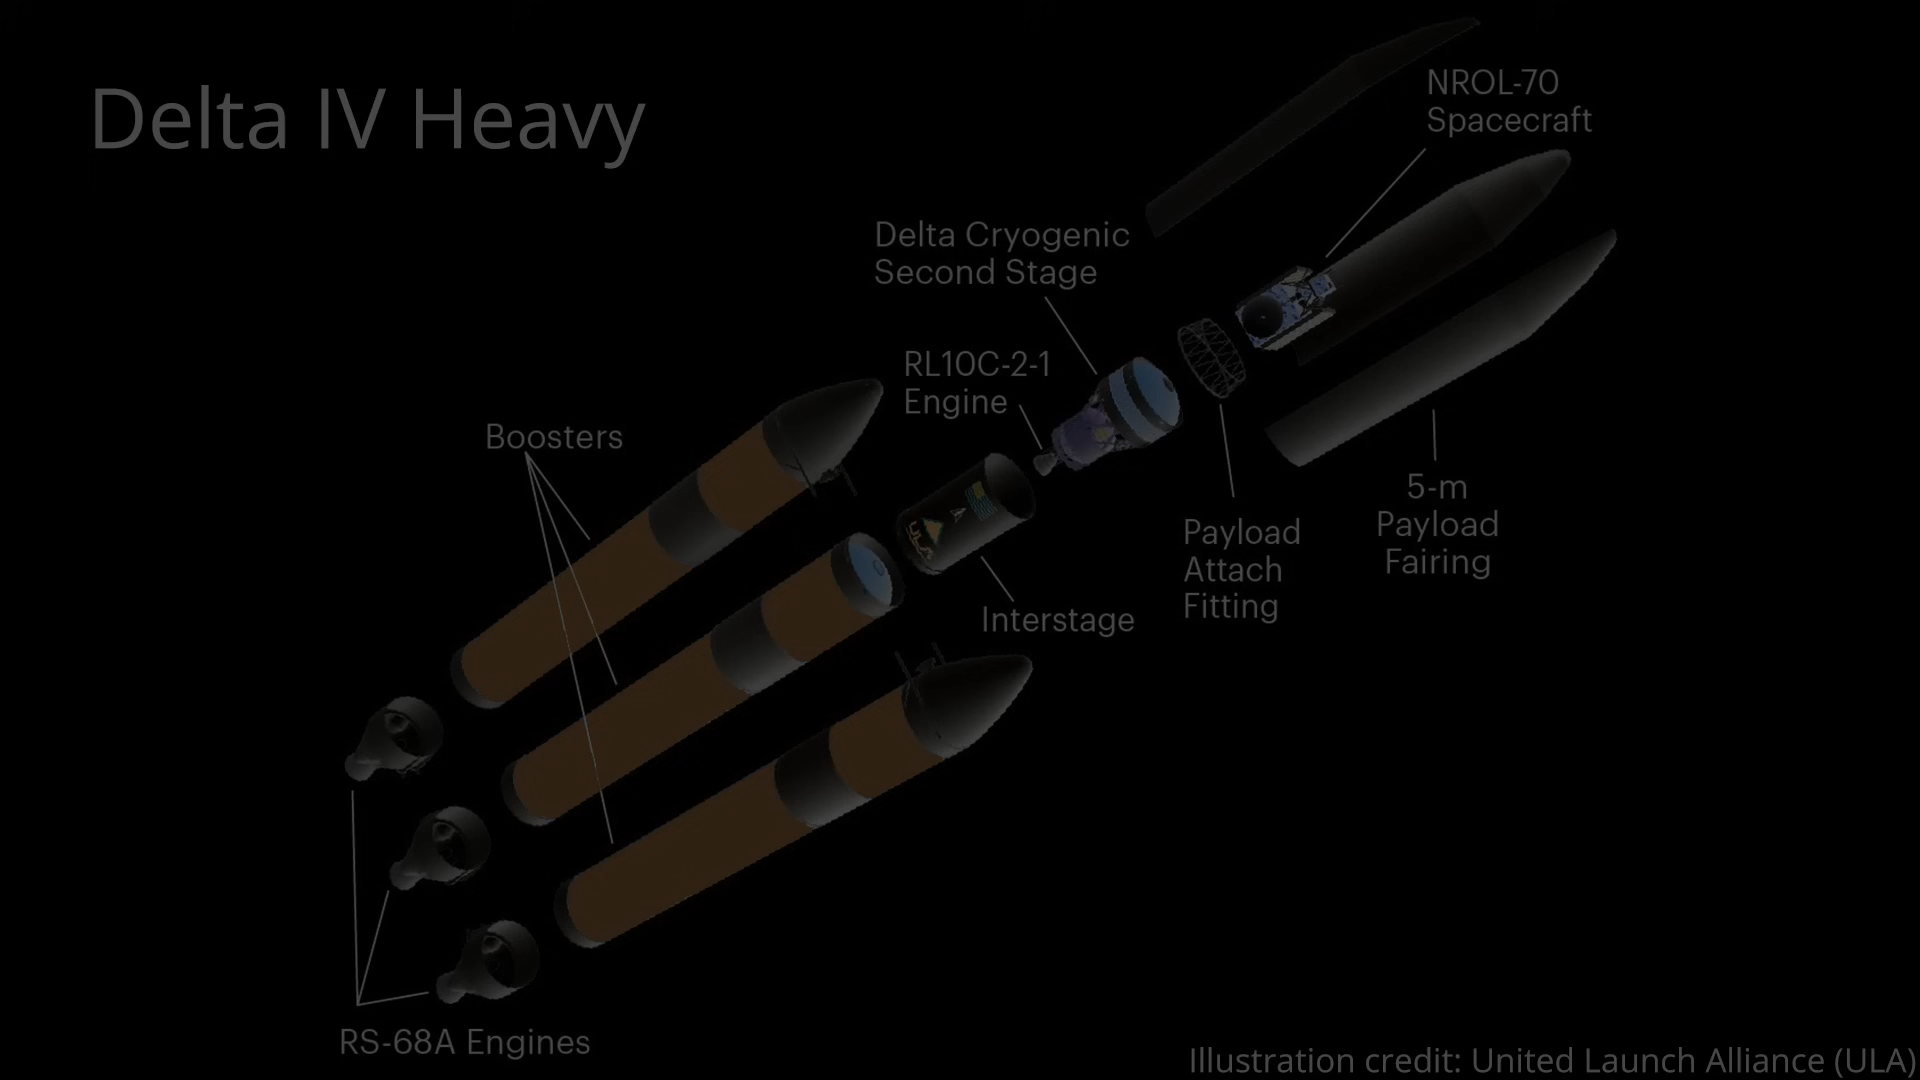 Delta IV Heavy
NROL-70
Spacecraft
Delta Cryogenic
Second Stage
RL10C-2-1
Engine
Boosters
5-m
Payload
Fairing
Payload
Attach
Fitting
ULA
Interstage
RS-68A Engines
Illustration credit: United Launch Alliance (ULA)